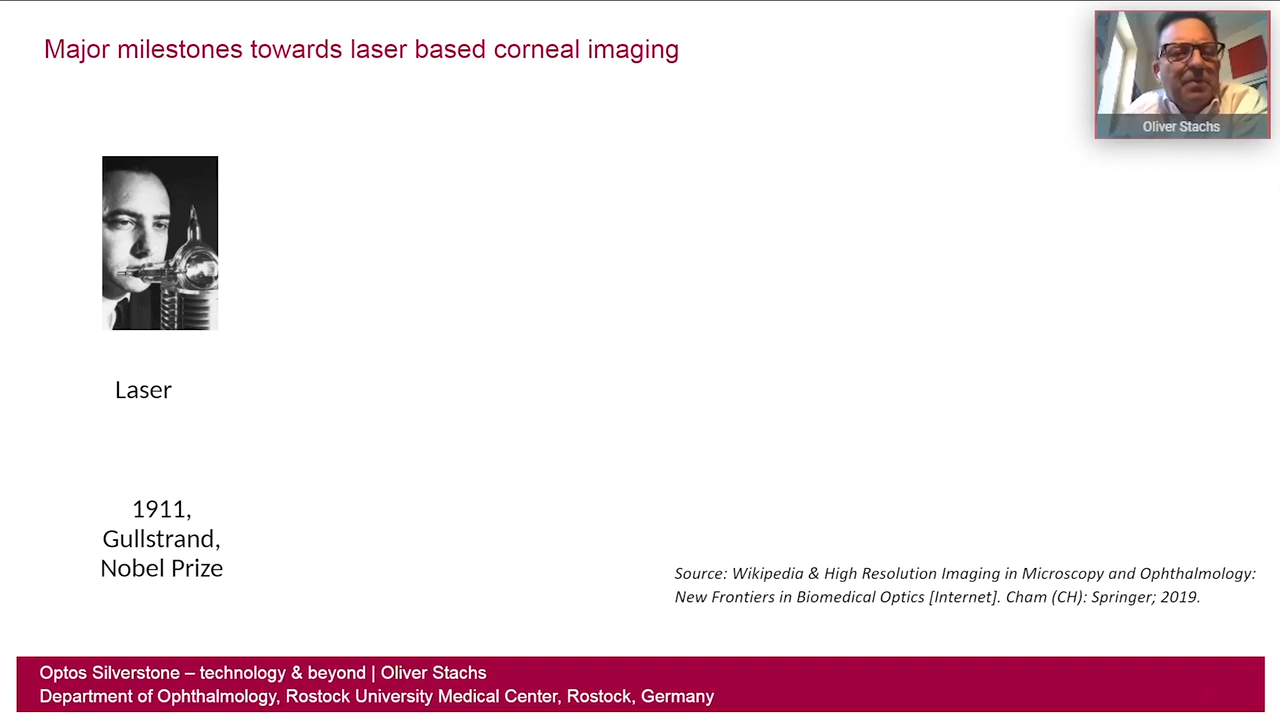 Major milestones towards laser based corneal imaging
Oliver Stachs
Laser
1911,
Gullstrand,
Nobel Prize
Source: Wikipedia & High Resolution Imaging in Microscopy and Ophthalmology:
New Frontiers in Biomedical Optics [Internet]. Cham (CH): Springer; 2019.
Optos Silverstone – technology & beyond | Oliver Stachs
Department of Ophthalmology, Rostock University Medical Center, Rostock, Germany